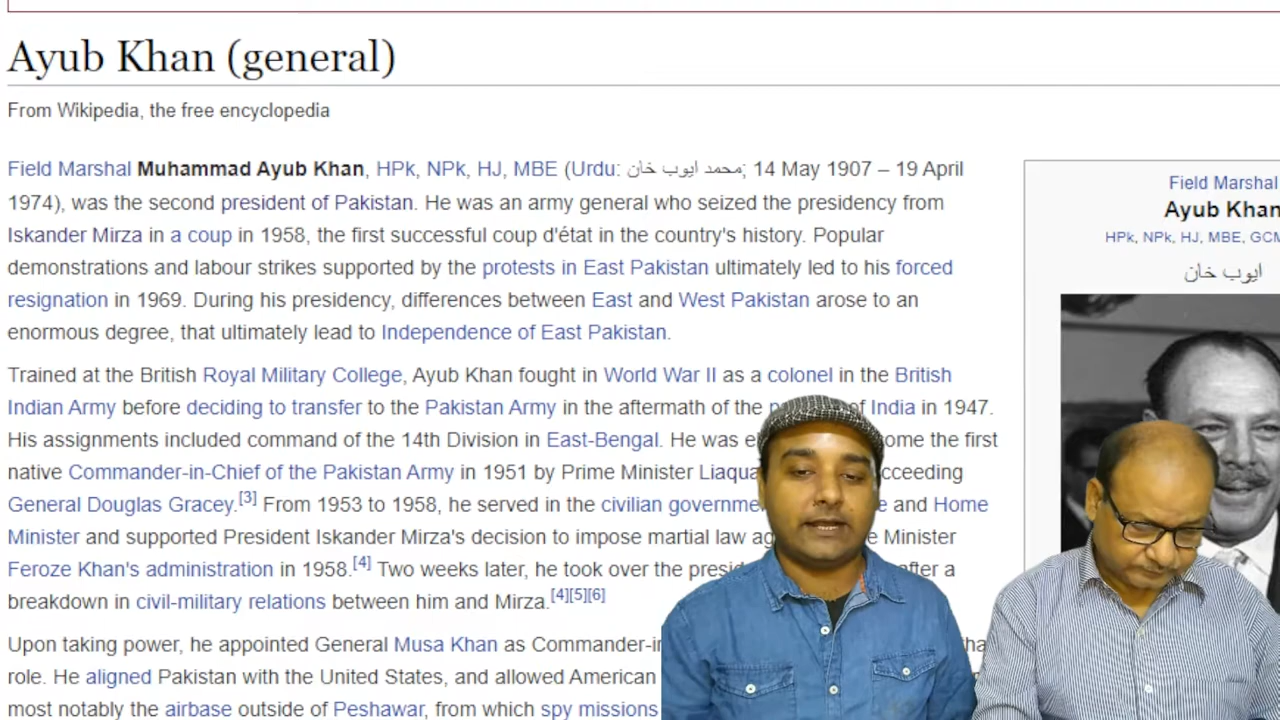 Ayub Khan (general)
From Wikipedia, the free encyclopedia
Field Marshal Muhammad Ayub Khan, HPk, NPk, HJ, MBE (Urdu: محمد ایوب خان; 14 May 1907 – 19 April
1974), was the second president of Pakistan. He was an army general who seized the presidency from
Iskander Mirza in a coup in 1958, the first successful coup d'état in the country's history. Popular
demonstrations and labour strikes supported by the protests in East Pakistan ultimately led to his forced
resignation in 1969. During his presidency, differences between East and West Pakistan arose to an
enormous degree, that ultimately lead to Independence of East Pakistan.
Trained at the British Royal Military College, Ayub Khan fought in World War II as a colonel in the British
Indian Army before deciding to transfer to the Pakistan Army in the aftermath of the of India in 1947.
His assignments included command of the 14th Division in East-Bengal. He was the first
native Commander-in-Chief of the Pakistan Army in 1951 by Prime Minister
General Douglas Gracey.[3] From 1953 to 1958, he served in the civilian and Home
Minister and supported President Iskander Mirza's decision to impose martial law Minister
Feroze Khan's administration in 1958.[4] Two weeks later, he took over the after a
breakdown in civil-military relations between him and Mirza.[4][5][6]
Upon taking power, he appointed General Musa Khan as
role. He aligned Pakistan with the United States, and allowed American
most notably the airbase outside of Peshawar, from which spy missions
Field Marshal
Ayub Khan
HPk, NPk, HJ, MBE,
ایوب خان